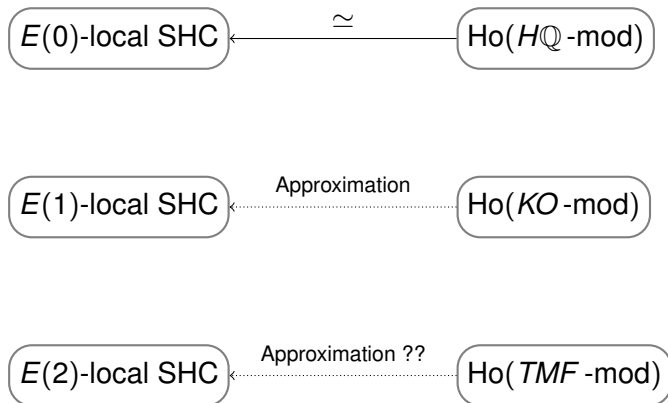 ≃
E(0)-local SHC Ho(Hℚ-mod)
Approximation
E(1)-local SHC Ho(KO-mod)
Approximation ??
E(2)-local SHC Ho(TMF-mod)